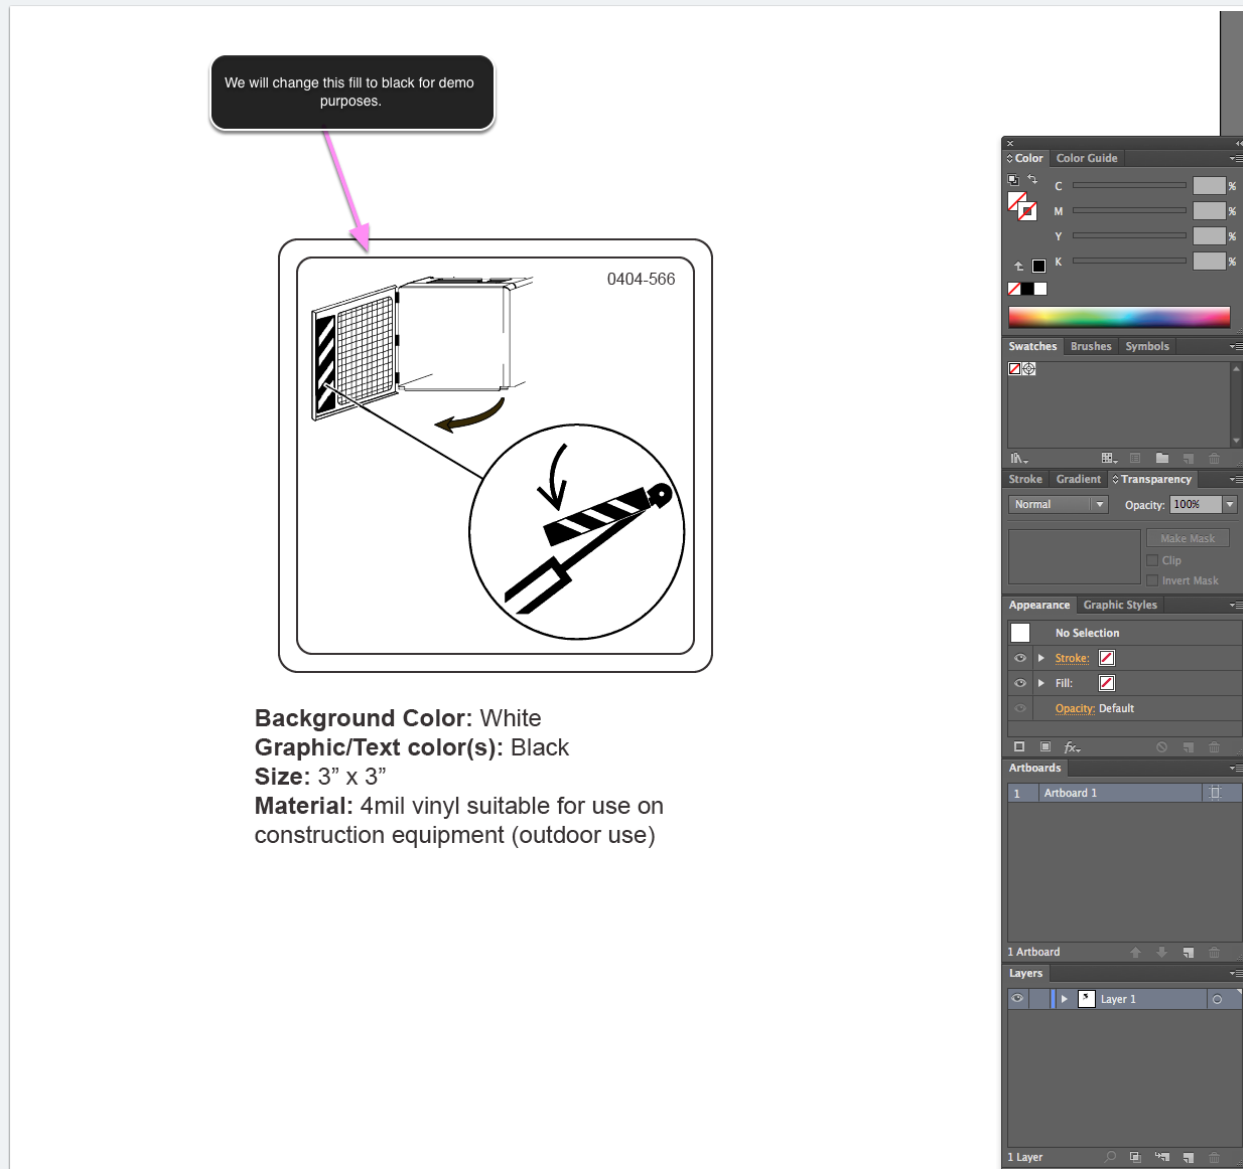 We will change this fill to black for demo
purposes.
0404-566
Background Color: White
Graphic/Text color(s): Black
Size: 3” x 3”
Material: 4mil vinyl suitable for use on
construction equipment (outdoor use)
Color Color Guide
C %
M %
Y %
K %
Swatches Brushes Symbols
Stroke Gradient Transparency
Normal Opacity: 100%
Make Mask
Clip
Invert Mask
Appearance Graphic Styles
No Selection
Stroke:
Fill:
Opacity: Default
fx
Artboards
1 Artboard 1
1 Artboard
Layers
Layer 1
1 Layer